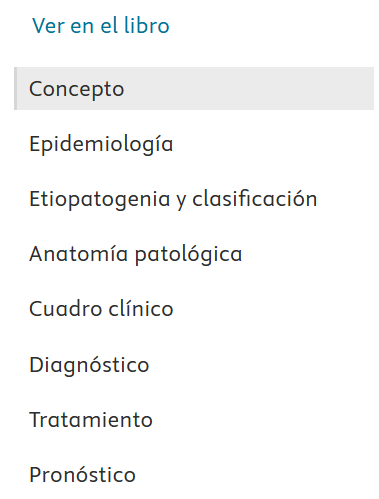 Ver en el libro
Concepto
Epidemiología
Etiopatogenia y clasificación
Anatomía patológica
Cuadro clínico
Diagnóstico
Tratamiento
Pronóstico